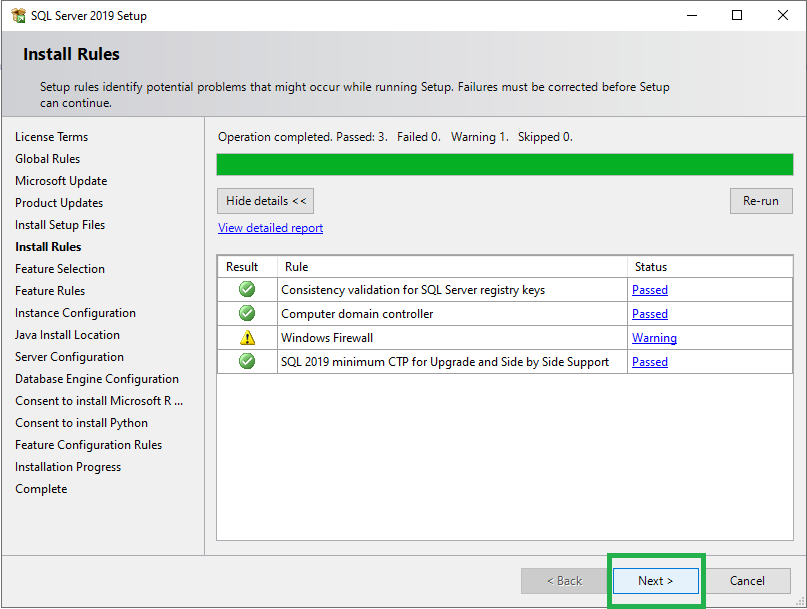 SQL Server 2019 Setup
Install Rules
Setup rules identify potential problems that might occur while running Setup. Failures must be corrected before Setup
can continue.
License Terms
Global Rules
Microsoft Update
Product Updates
Install Setup Files
Install Rules
Feature Selection
Feature Rules
Instance Configuration
Java Install Location
Server Configuration
Database Engine Configuration
Consent to install Microsoft R ...
Consent to install Python
Feature Configuration Rules
Installation Progress
Complete
Operation completed. Passed: 3. Failed 0. Warning 1. Skipped 0.
Hide details << Re-run
View detailed report
Result Rule Status
Consistency validation for SQL Server registry keys Passed
Computer domain controller Passed
Windows Firewall Warning
SQL 2019 minimum CTP for Upgrade and Side by Side Support Passed
< Back Next > Cancel